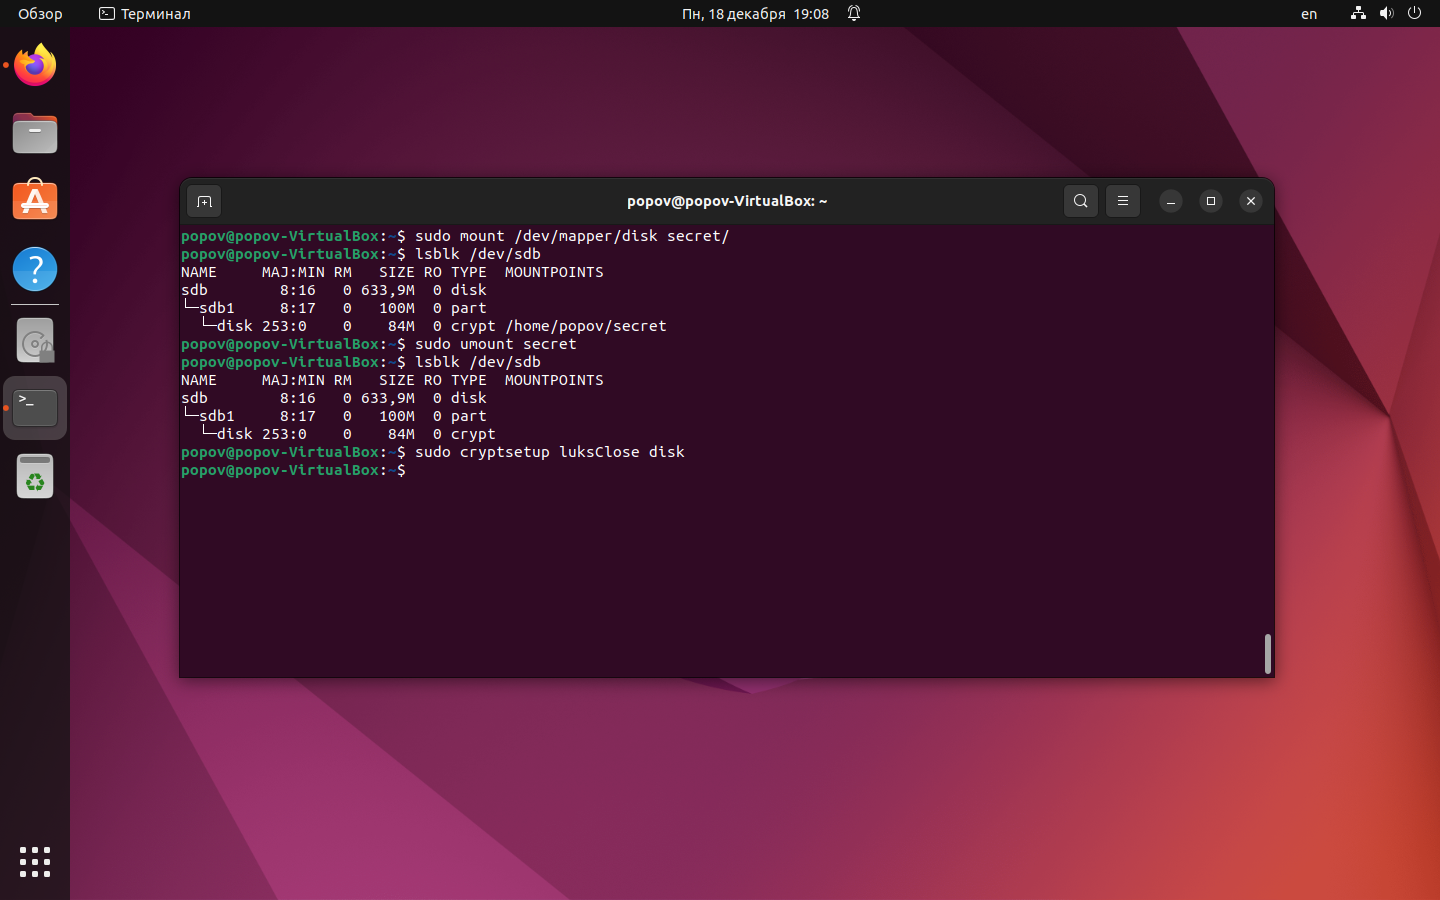 Обзор
Терминал
Пн, 18 декабря 19:08
en
popov@popov-VirtualBox: ~
popov@popov-VirtualBox:~$ sudo mount /dev/mapper/disk secret/
popov@popov-VirtualBox:~$ lsblk /dev/sdb
NAME     MAJ:MIN RM   SIZE RO TYPE  MOUNTPOINTS
sdb        8:16   0 633,9M  0 disk
└─sdb1     8:17   0   100M  0 part
  └─disk 253:0    0    84M  0 crypt /home/popov/secret
popov@popov-VirtualBox:~$ sudo umount secret
popov@popov-VirtualBox:~$ lsblk /dev/sdb
NAME     MAJ:MIN RM   SIZE RO TYPE  MOUNTPOINTS
sdb        8:16   0 633,9M  0 disk
└─sdb1     8:17   0   100M  0 part
  └─disk 253:0    0    84M  0 crypt
popov@popov-VirtualBox:~$ sudo cryptsetup luksClose disk
popov@popov-VirtualBox:~$